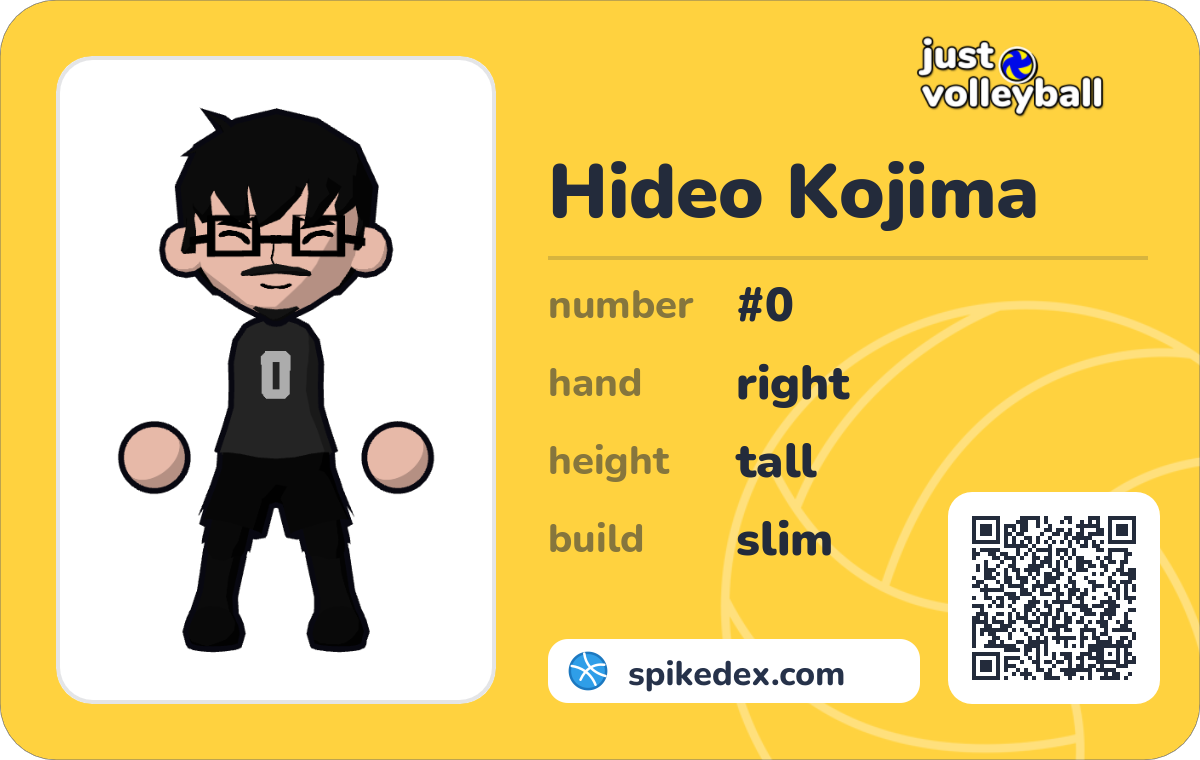 just
volleyball
Hideo Kojima
number #0
hand right
height tall
build slim
0
spikedex.com